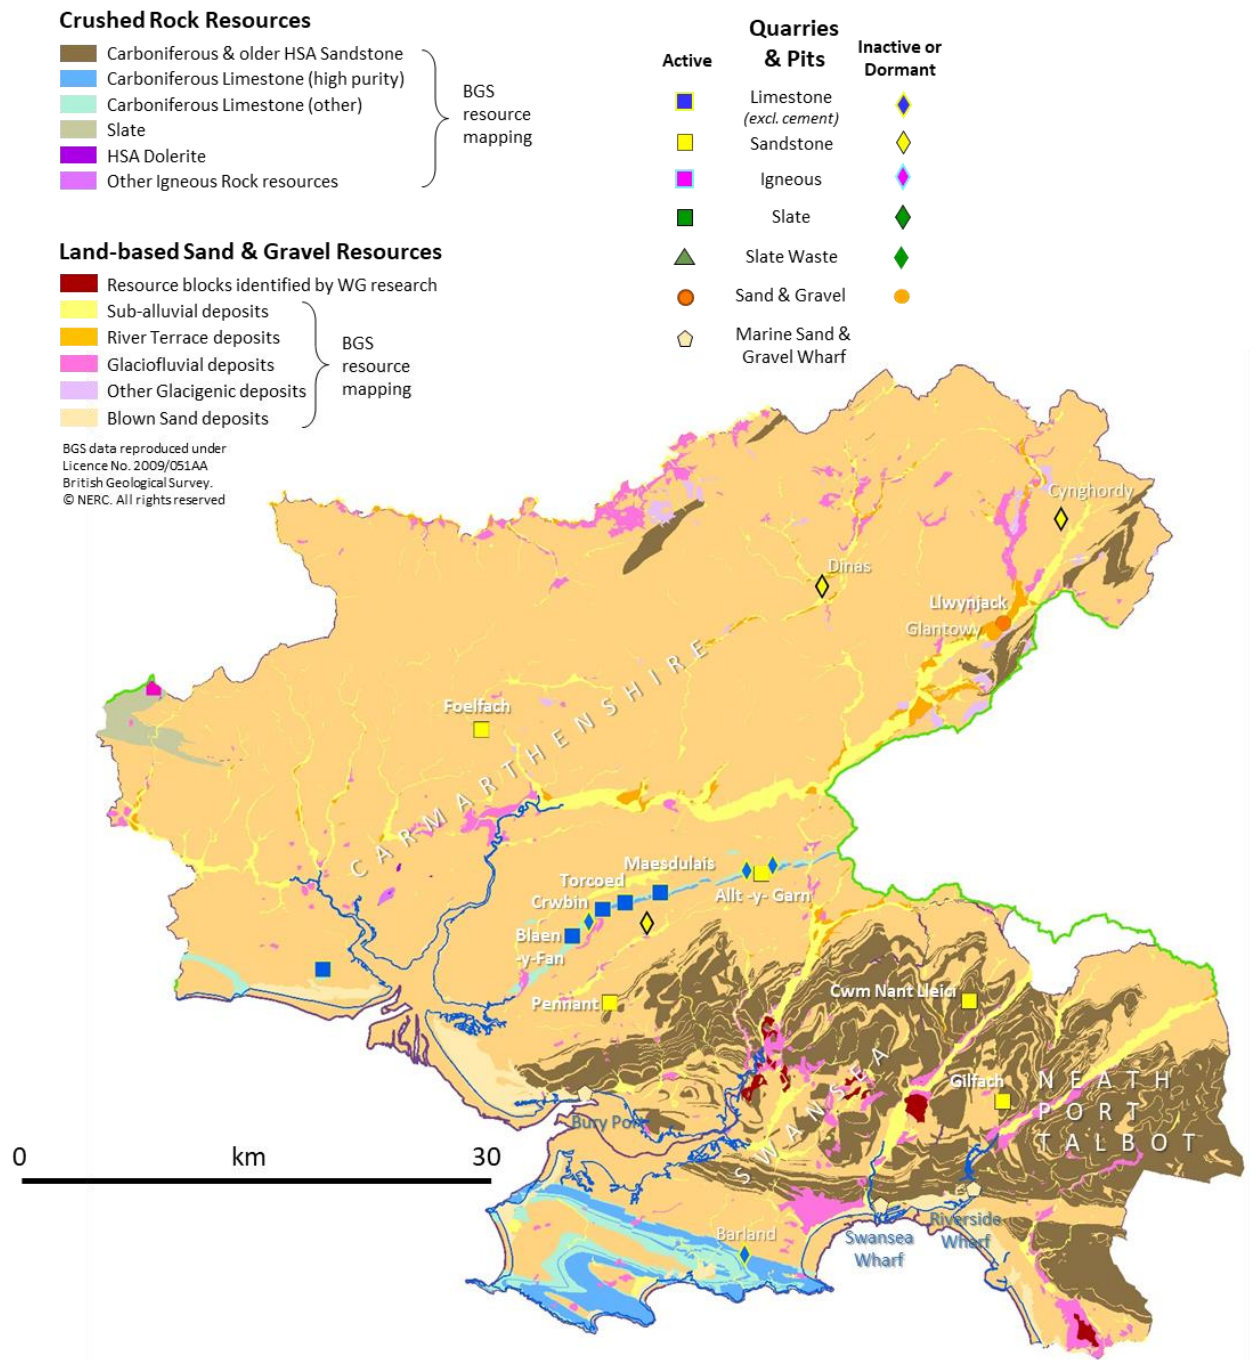 Crushed Rock Resources
Carboniferous & older HSA Sandstone
Carboniferous Limestone (high purity)
Carboniferous Limestone (other)
Slate
HSA Dolerite
Other Igneous Rock resources
BGS
resource
mapping
Land-based Sand & Gravel Resources
Resource blocks identified by WG research
Sub-alluvial deposits
River Terrace deposits
Glaciofluvial deposits
Other Glacigenic deposits
Blown Sand deposits
BGS
resource
mapping
BGS data reproduced under
Licence No. 2009/051AA
British Geological Survey.
© NERC. All rights reserved
Quarries
& Pits
Active
Inactive or
Dormant
Limestone
(excl. cement)
Sandstone
Igneous
Slate
Slate Waste
Sand & Gravel
Marine Sand &
Gravel Wharf
Cynghordy
Dinas
Llwynjack
Glantowy
Foelfach
CARMARTHENSHIRE
Maesdulais
Torcoed
Crwbin
Allt -y- Garn
Blaen
-y-Fan
Pennant
Cwm Nant Lleici
Gilfach
NEATH
PORT
TALBOT
SWANSEA
Bury Port
0 km 30
Barland
Swansea
Wharf
Riverside
Wharf